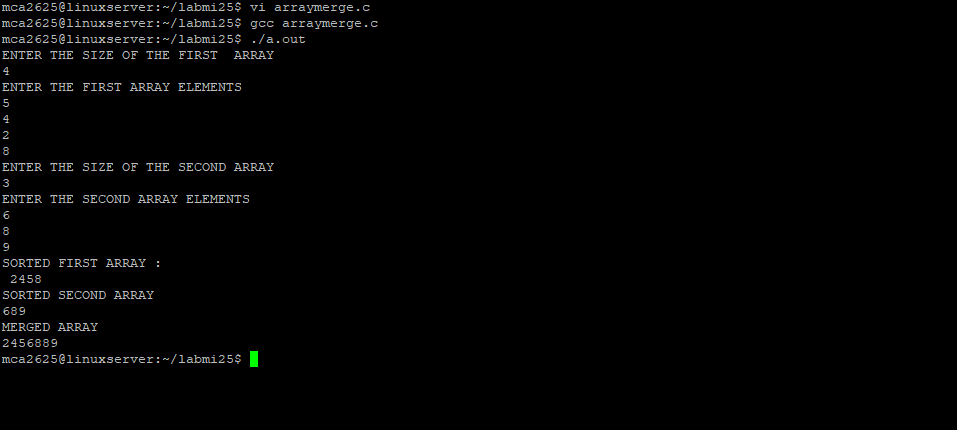 mca2625@linuxserver:~/labmi25$ vi arraymerge.c
mca2625@linuxserver:~/labmi25$ gcc arraymerge.c
mca2625@linuxserver:~/labmi25$ ./a.out
ENTER THE SIZE OF THE FIRST  ARRAY
4
ENTER THE FIRST ARRAY ELEMENTS
5
4
2
8
ENTER THE SIZE OF THE SECOND ARRAY
3
ENTER THE SECOND ARRAY ELEMENTS
6
8
9
SORTED FIRST ARRAY :
 2458
SORTED SECOND ARRAY
689
MERGED ARRAY
2456889
mca2625@linuxserver:~/labmi25$